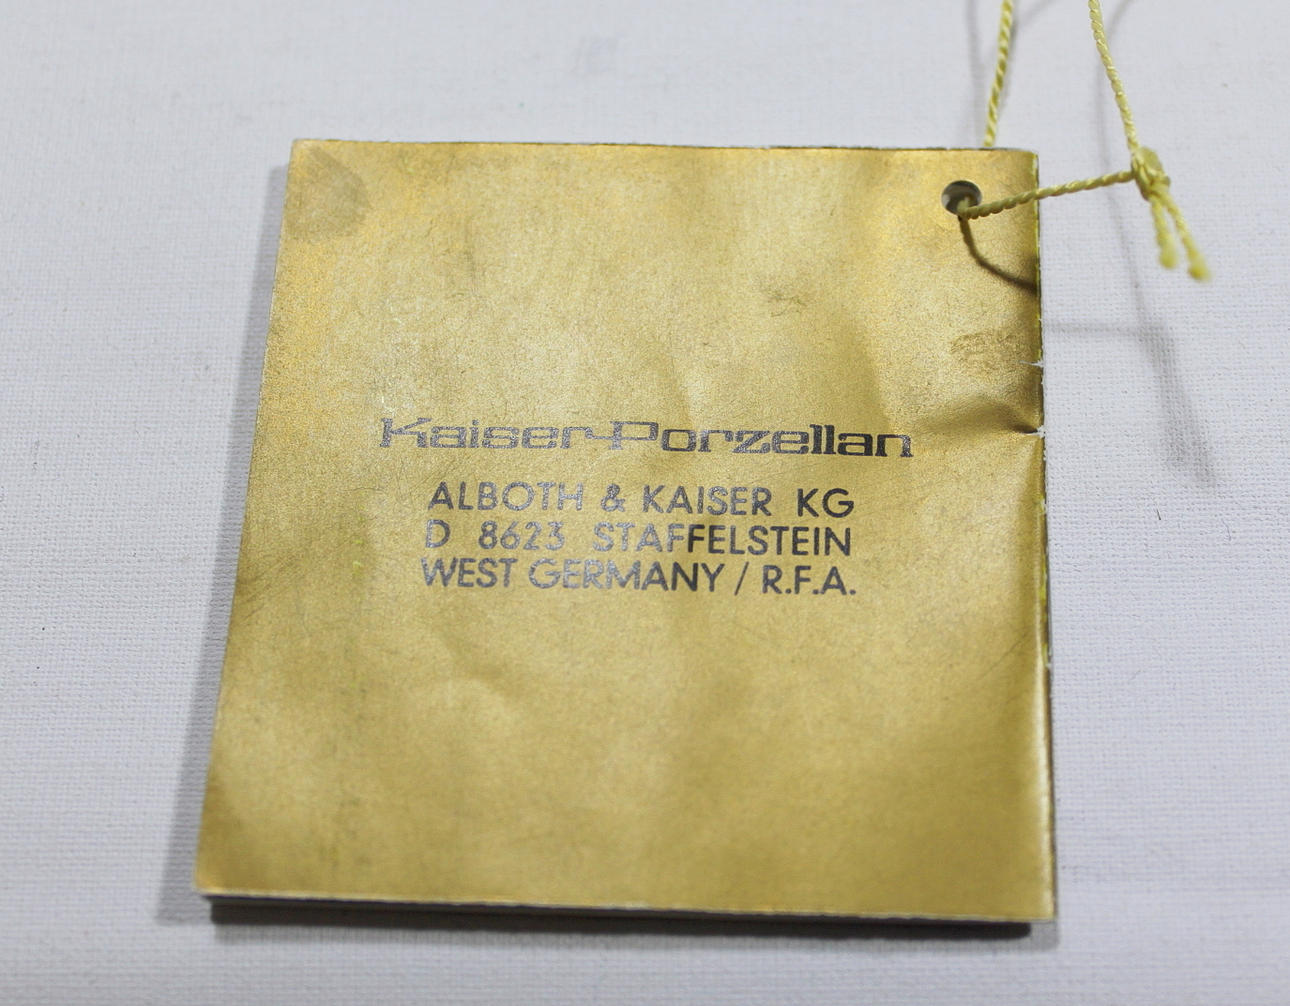 Kaiser-Porzellan
ALBOTH & KAISER KG
D 8623 STAFFELSTEIN
WEST GERMANY / R.F.A.